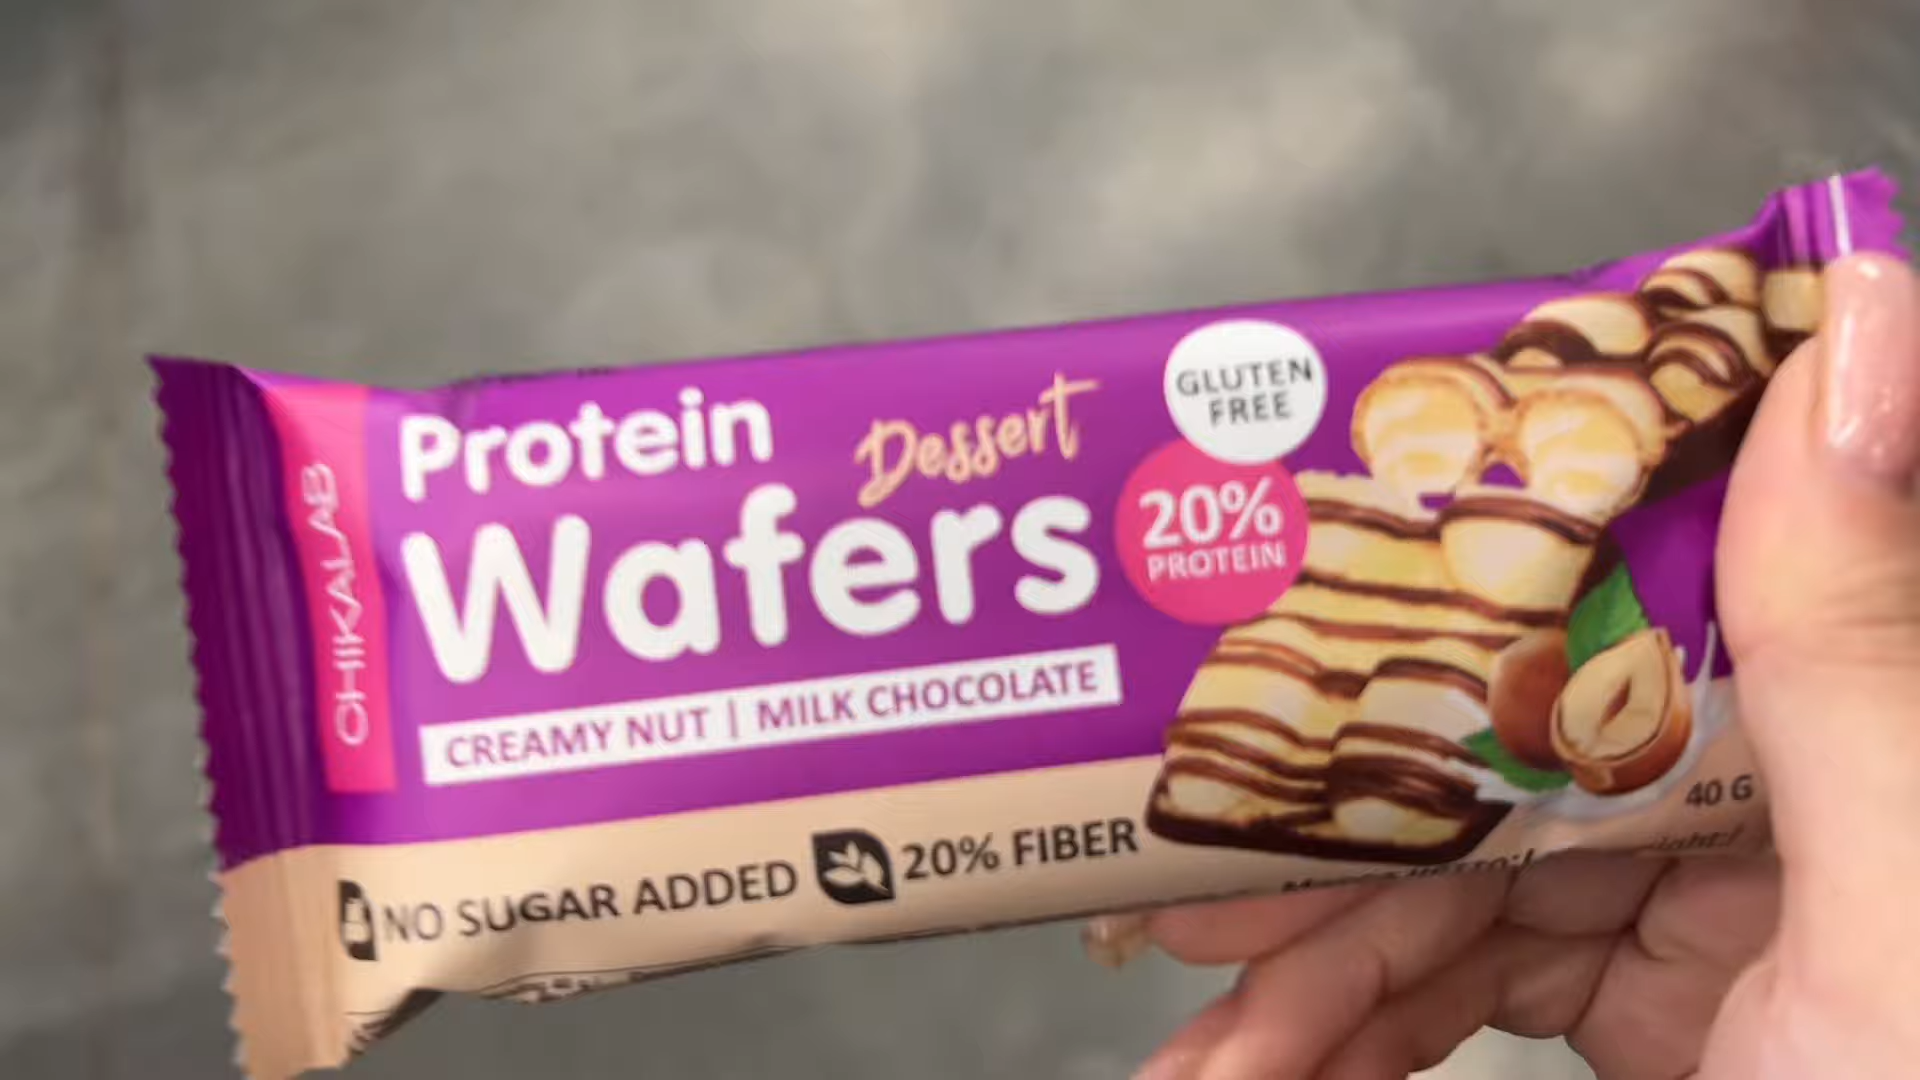 CHIKALAB
Protein
Dessert
Wafers
CREAMY NUT | MILK CHOCOLATE
GLUTEN
FREE
20%
PROTEIN
NO SUGAR ADDED
20% FIBER
40 G